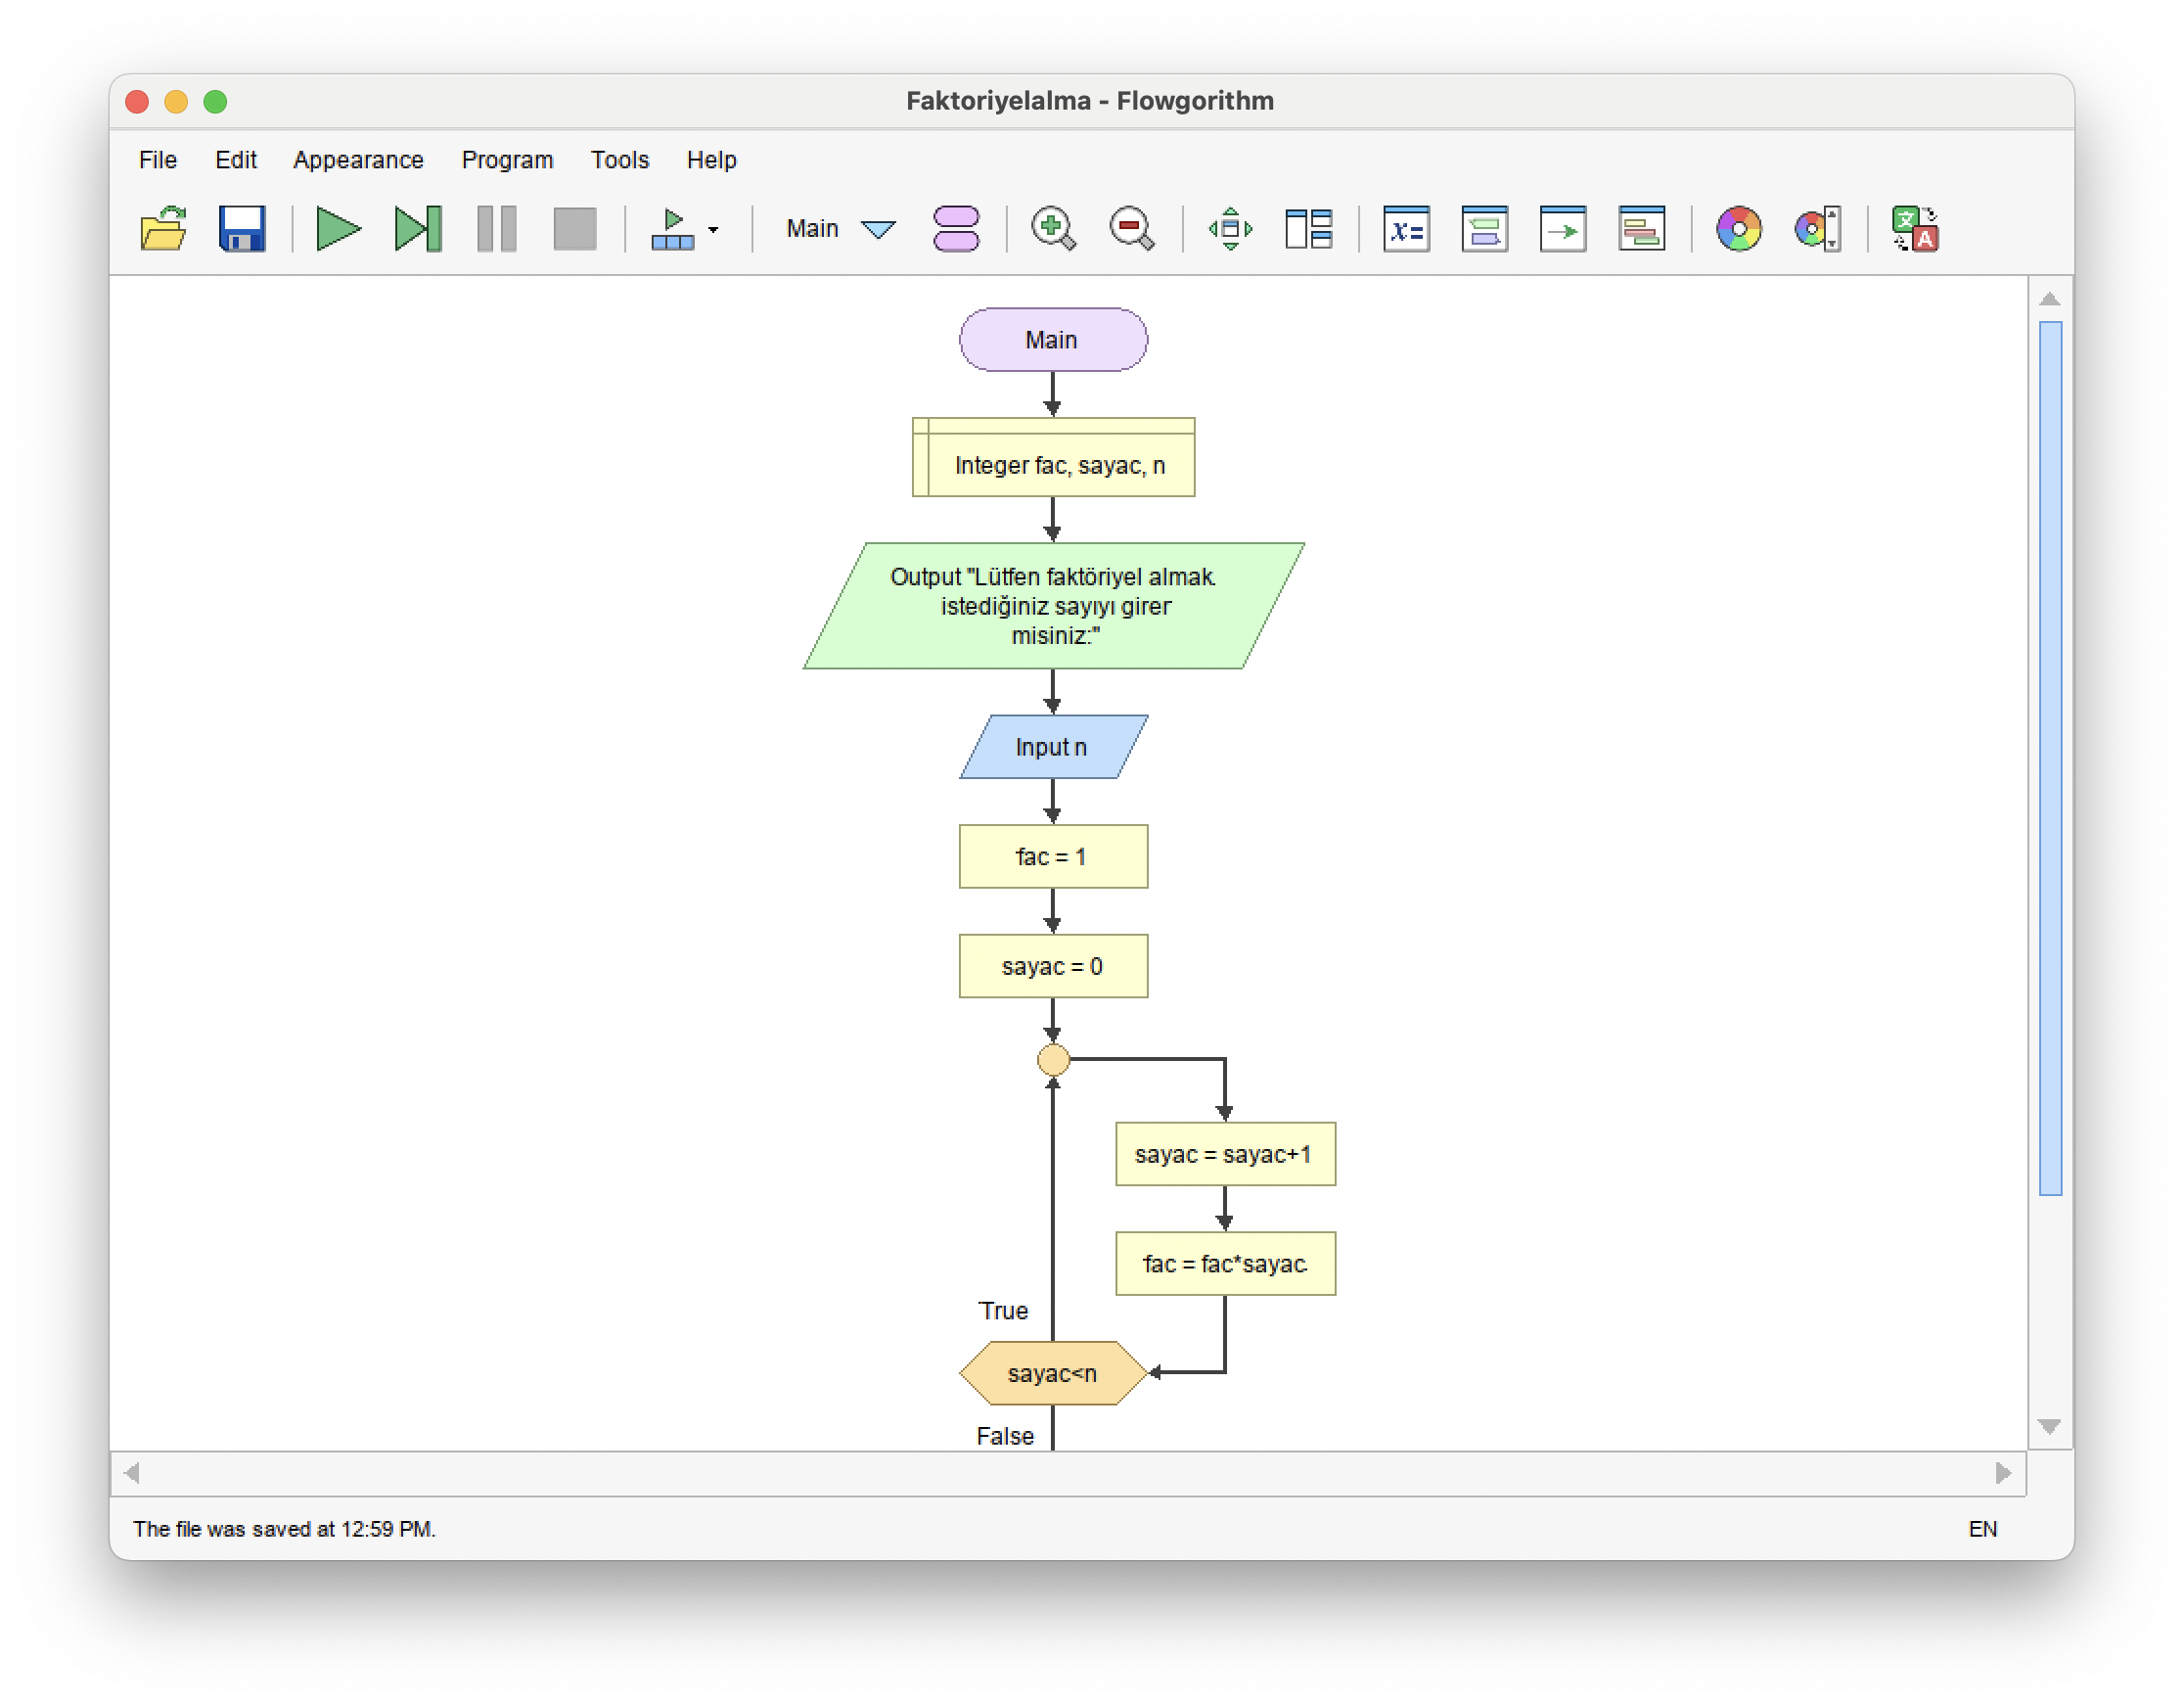 Faktoriyelalma - Flowgorithm
File Edit Appearance Program Tools Help
Main
x=
文
A
Main
Integer fac, sayac, n
Output "Lütfen faktöriyel almak
istediğiniz sayıyı girer
misiniz:"
Input n
fac = 1
sayac = 0
sayac = sayac+1
fac = fac*sayac
True
sayac<n
False
The file was saved at 12:59 PM.
EN